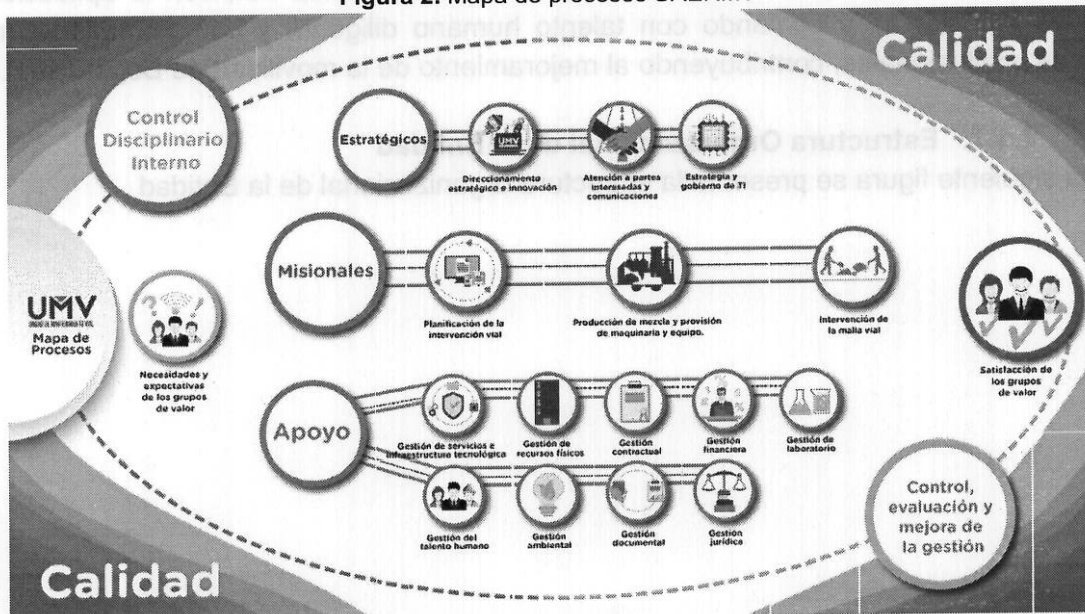 Figura 2. Mapa de procesos
Calidad
Control
Disciplinario
Interno
Estratégicos
UMV
Direccionamiento
estratégico e innovación
Atención a partes
interesadas y
comunicaciones
Estrategia y
gobierno de TI
Misionales
Planificación de la
intervención vial
Producción de mezcla y provisión
de maquinaria y equipo.
Intervención de
la malla vial
UMV
Mapa de
Procesos
Necesidades y
expectativas
de los grupos
de valor
Satisfacción de
los grupos
de valor
Apoyo
Gestión de servicios e
infraestructura tecnológica
Gestión de
recursos físicos
Gestión
contractual
Gestión
financiera
Gestión de
laboratorio
Gestión del
talento humano
Gestión
ambiental
Gestión
documental
Gestión
jurídica
Control,
evaluación y
mejora de
la gestión
Calidad